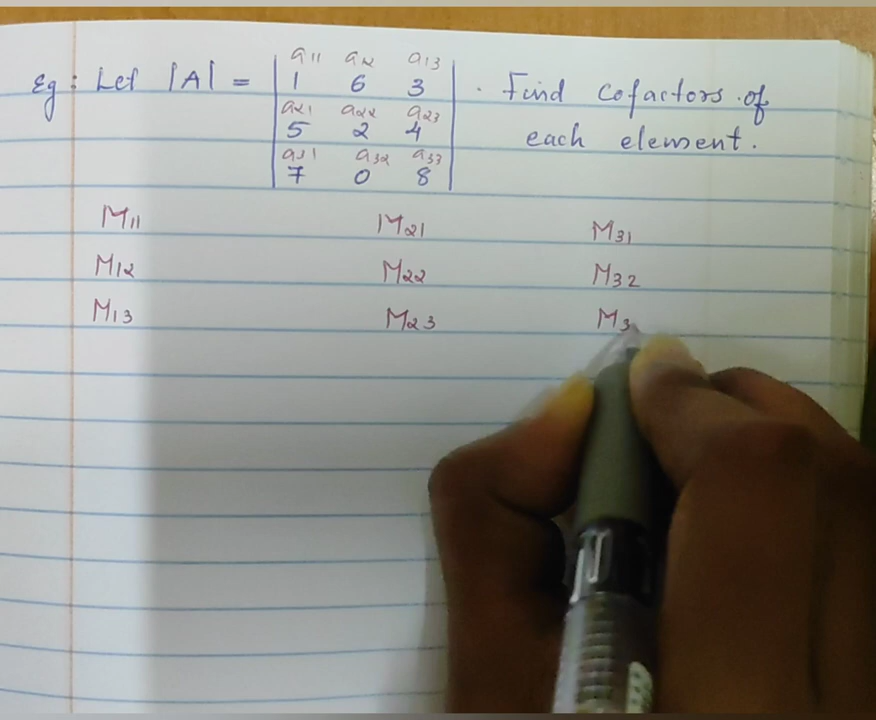 a11 a12 a13
Eg: Let |A| = | 1 6 3 | . Find Cofactors of
a21 a22 a23
5 2 4 each element.
a31 a32 a33
7 0 8
M11 M21 M31
M12 M22 M32
M13 M23 M3